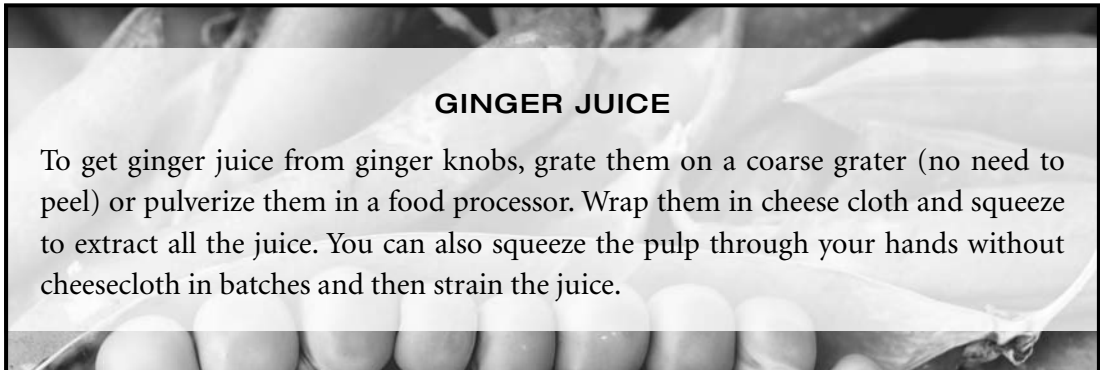 GINGER JUICE
To get ginger juice from ginger knobs, grate them on a coarse grater (no need to
peel) or pulverize them in a food processor. Wrap them in cheese cloth and squeeze
to extract all the juice. You can also squeeze the pulp through your hands without
cheesecloth in batches and then strain the juice.